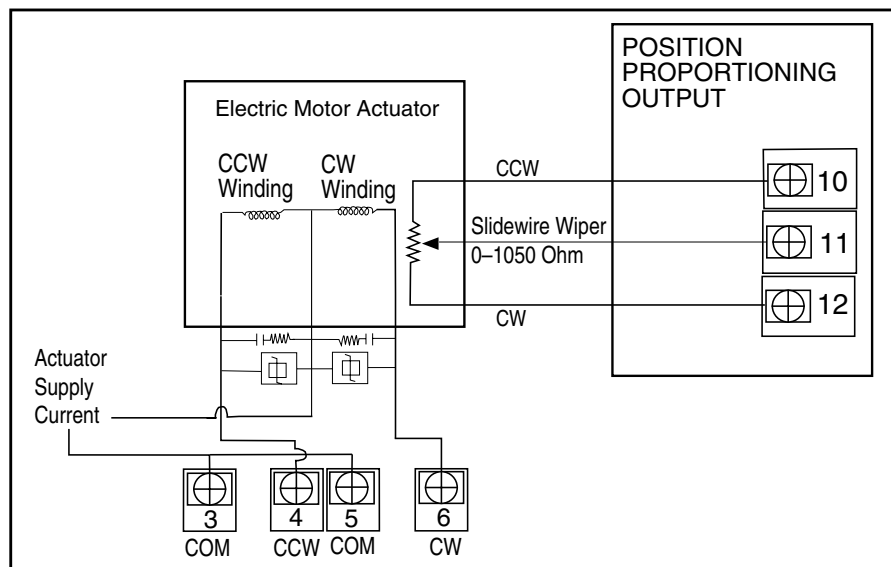 POSITION
PROPORTIONING
OUTPUT
Electric Motor Actuator
CCW
Winding
CW
Winding
CCW
10
Slidewire Wiper
0–1050 Ohm
11
CW
12
Actuator
Supply
Current
3
4
5
6
COM
CCW
COM
CW